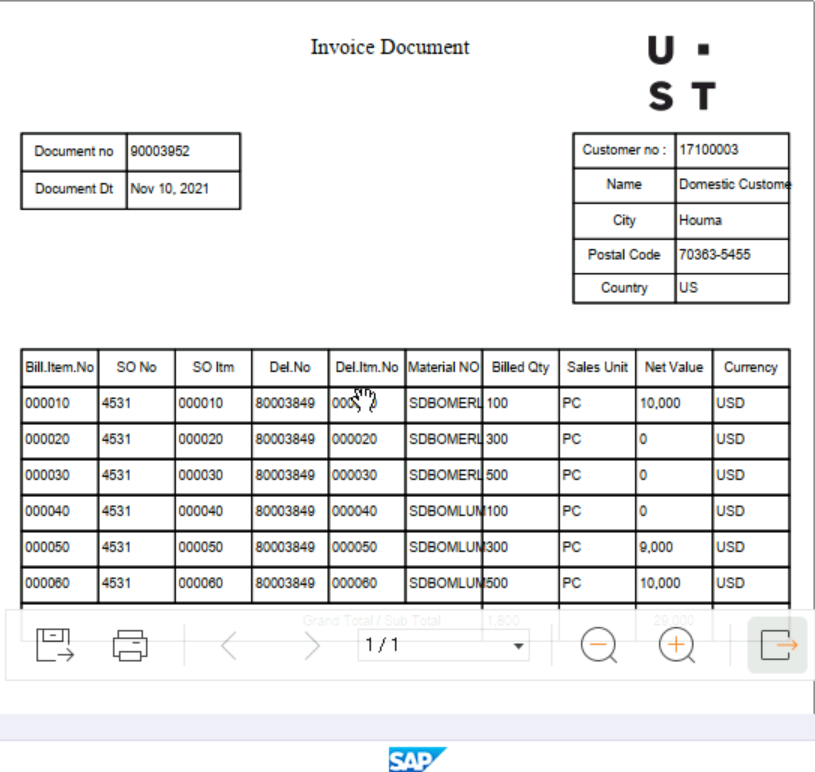 Invoice Document
U ▪
S T
Document no 90003952
Document Dt Nov 10, 2021
Customer no : 17100003
Name Domestic Custome
City Houma
Postal Code 70363-5455
Country US
Bill.Item.No SO No SO Itm Del.No Del.Itm.No Material NO Billed Qty Sales Unit Net Value Currency
000010 4531 000010 80003849 SDBOMERL 100 PC 10,000 USD
000020 4531 000020 80003849 000020 SDBOMERL 300 PC 0 USD
000030 4531 000030 80003849 000030 SDBOMERL 500 PC 0 USD
000040 4531 000040 80003849 000040 SDBOMLUM 100 PC 0 USD
000050 4531 000050 80003849 000050 SDBOMLUM 300 PC 9,000 USD
000060 4531 000060 80003849 000060 SDBOMLUM 500 PC 10,000 USD
Grand Total / Sub Total 1,800 29,000
1 / 1
SAP